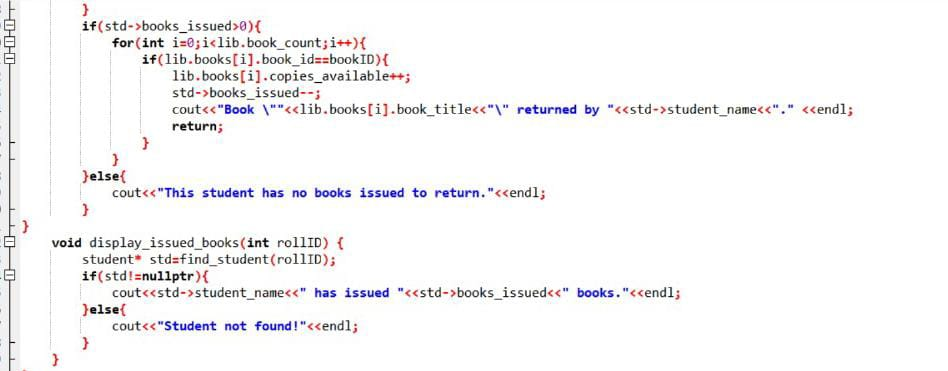 }
if(std->books_issued>0){
for(int i=0;i<lib.book_count;i++){
if(lib.books[i].book_id==bookID){
lib.books[i].copies_available++;
std->books_issued--;
cout<<"Book \""<<lib.books[i].book_title<<"\" returned by "<<std->student_name<<"." <<endl;
return;
}
}
}else{
cout<<"This student has no books issued to return."<<endl;
}
}
void display_issued_books(int rollID) {
student* std=find_student(rollID);
if(std!=nullptr){
cout<<std->student_name<<" has issued "<<std->books_issued<<" books."<<endl;
}else{
cout<<"Student not found!"<<endl;
}
}